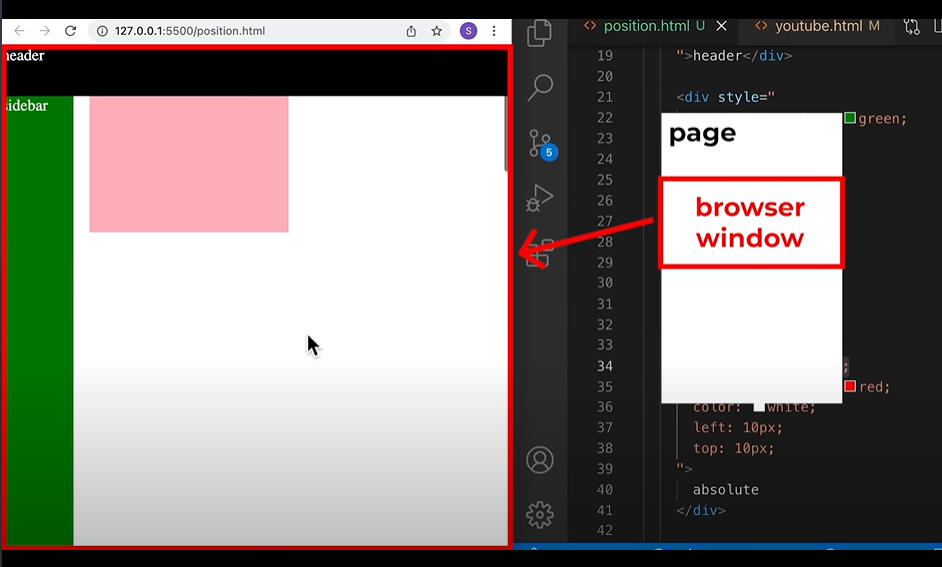 127.0.0.1:5500/position.html
S
header
sidebar
5
<> position.html U
<> youtube.html M
19 ">header</div>
20
21 <div style="
22 green;
23
24
25
26
27
28
29
30
31
32
33
34 ;
35 red;
36 color: white;
37 left: 10px;
38 top: 10px;
39 ">
40 absolute
41 </div>
42
page
browser
window